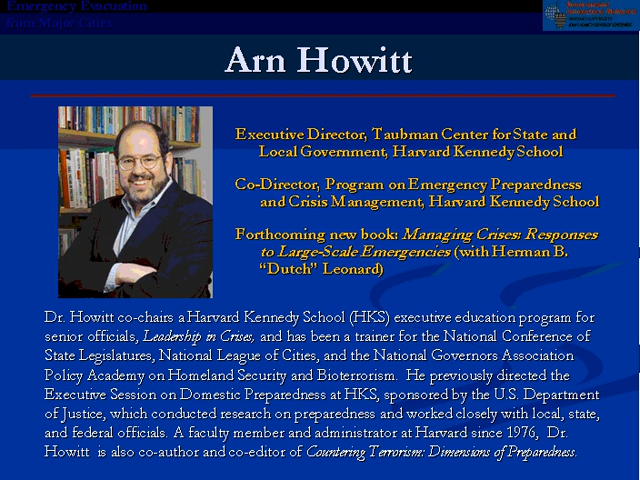 Emergency Evacuation
from Major Cities
Arn Howitt
Executive Director, Taubman Center for State and
Local Government, Harvard Kennedy School
Co-Director, Program on Emergency Preparedness
and Crisis Management, Harvard Kennedy School
Forthcoming new book: Managing Crises: Responses
to Large-Scale Emergencies (with Herman B.
“Dutch” Leonard)
Dr. Howitt co-chairs a Harvard Kennedy School (HKS) executive education program for
senior officials, Leadership in Crises, and has been a trainer for the National Conference of
State Legislatures, National League of Cities, and the National Governors Association
Policy Academy on Homeland Security and Bioterrorism. He previously directed the
Executive Session on Domestic Preparedness at HKS, sponsored by the U.S. Department
of Justice, which conducted research on preparedness and worked closely with local, state,
and federal officials. A faculty member and administrator at Harvard since 1976, Dr.
Howitt is also co-author and co-editor of Countering Terrorism: Dimensions of Preparedness.